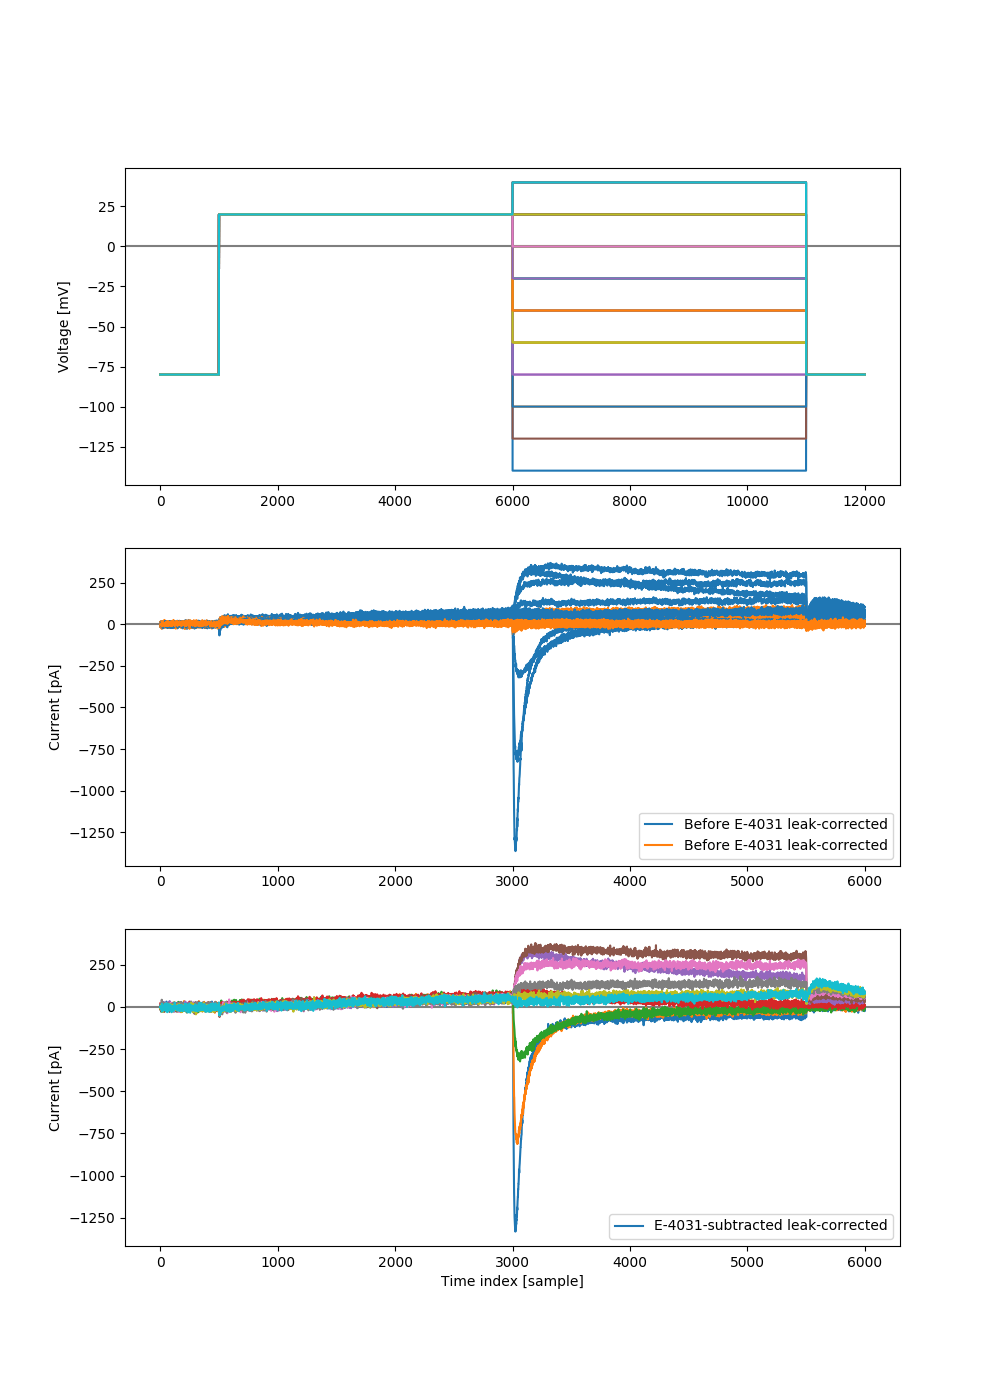 25
0
−25
−50
−75
−100
−125
Voltage [mV]
0 2000 4000 6000 8000 10000 12000
250
0
−250
−500
−750
−1000
−1250
Current [pA]
Before E-4031 leak-corrected
Before E-4031 leak-corrected
0 1000 2000 3000 4000 5000 6000
250
0
−250
−500
−750
−1000
−1250
Current [pA]
E-4031-subtracted leak-corrected
0 1000 2000 3000 4000 5000 6000
Time index [sample]